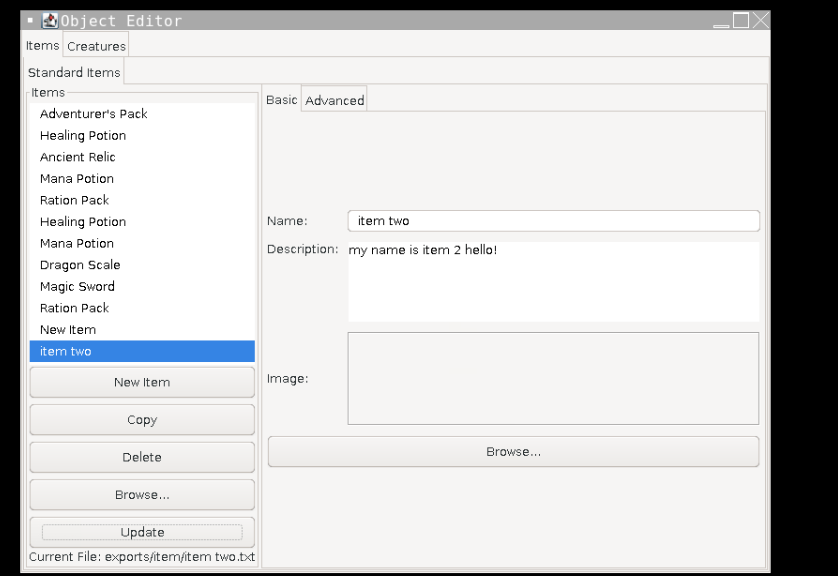 Object Editor
Items Creatures
Standard Items
Items
Adventurer's Pack
Healing Potion
Ancient Relic
Mana Potion
Ration Pack
Healing Potion
Mana Potion
Dragon Scale
Magic Sword
Ration Pack
New Item
item two
New Item
Copy
Delete
Browse...
Update
Current File: exports/item/item two.txt
Basic Advanced
Name: item two
Description: my name is item 2 hello!
Image:
Browse...